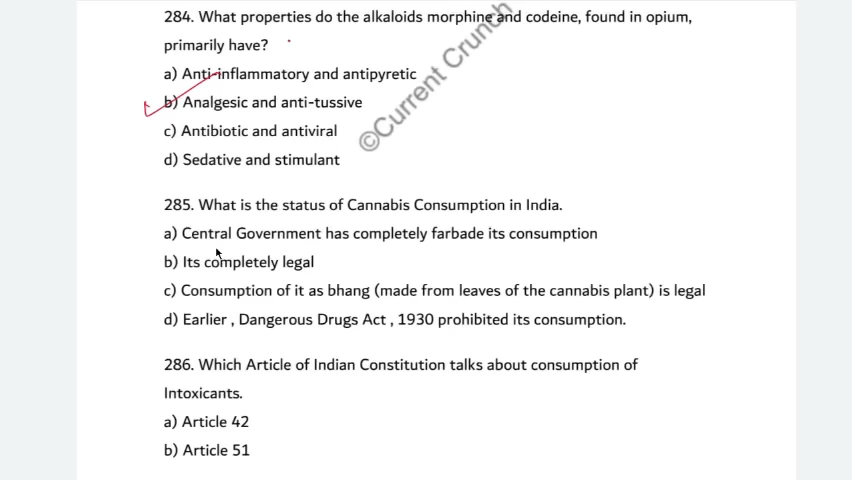 284. What properties do the alkaloids morphine and codeine, found in opium,
primarily have?
a) Anti-inflammatory and antipyretic
b) Analgesic and anti-tussive
c) Antibiotic and antiviral
d) Sedative and stimulant
©Current Crunch
285. What is the status of Cannabis Consumption in India.
a) Central Government has completely farbade its consumption
b) Its completely legal
c) Consumption of it as bhang (made from leaves of the cannabis plant) is legal
d) Earlier , Dangerous Drugs Act , 1930 prohibited its consumption.
286. Which Article of Indian Constitution talks about consumption of
Intoxicants.
a) Article 42
b) Article 51